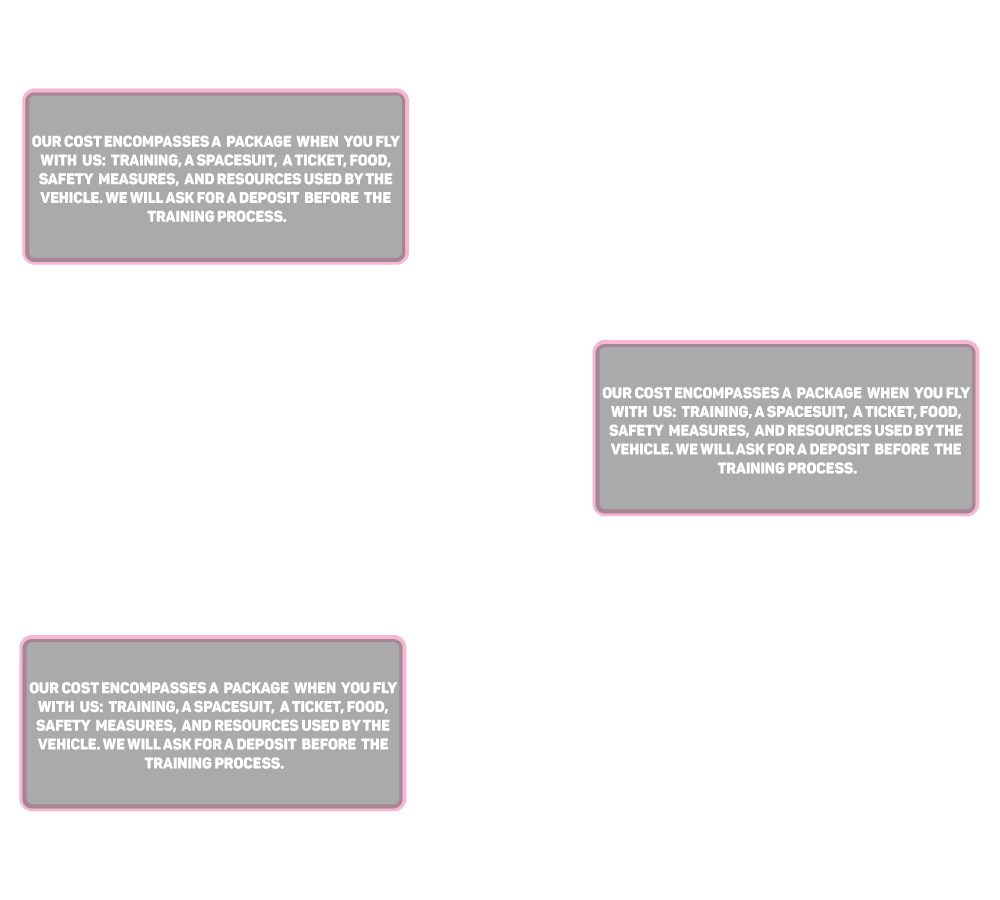 OUR COST ENCOMPASSES A PACKAGE WHEN YOU FLY
WITH US: TRAINING, A SPACESUIT, A TICKET, FOOD,
SAFETY MEASURES, AND RESOURCES USED BY THE
VEHICLE. WE WILL ASK FOR A DEPOSIT BEFORE THE
TRAINING PROCESS.
OUR COST ENCOMPASSES A PACKAGE WHEN YOU FLY
WITH US: TRAINING, A SPACESUIT, A TICKET, FOOD,
SAFETY MEASURES, AND RESOURCES USED BY THE
VEHICLE. WE WILL ASK FOR A DEPOSIT BEFORE THE
TRAINING PROCESS.
OUR COST ENCOMPASSES A PACKAGE WHEN YOU FLY
WITH US: TRAINING, A SPACESUIT, A TICKET, FOOD,
SAFETY MEASURES, AND RESOURCES USED BY THE
VEHICLE. WE WILL ASK FOR A DEPOSIT BEFORE THE
TRAINING PROCESS.